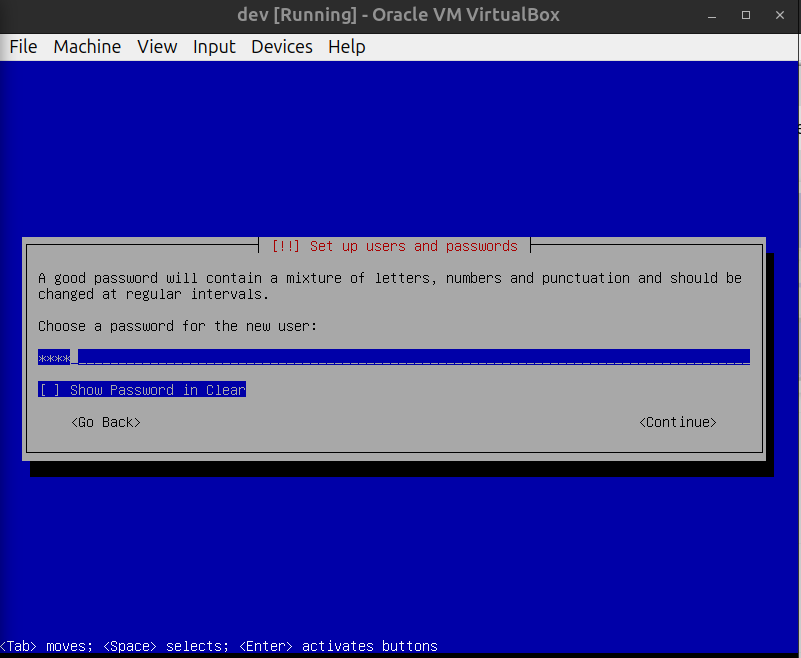 dev [Running] - Oracle VM VirtualBox
File Machine View Input Devices Help
[!!] Set up users and passwords
A good password will contain a mixture of letters, numbers and punctuation and should be
changed at regular intervals.
Choose a password for the new user:
****
[ ] Show Password in Clear
<Go Back> <Continue>
<Tab> moves; <Space> selects; <Enter> activates buttons